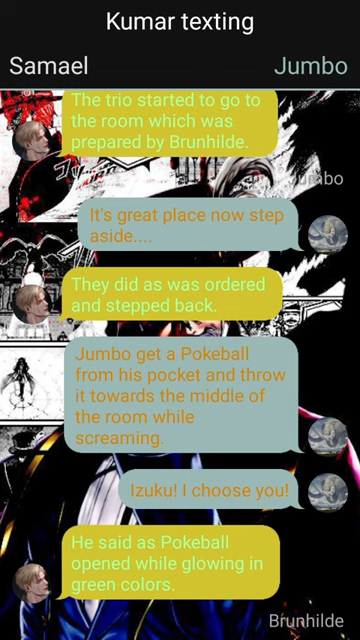 Kumar texting
Samael
Jumbo
The trio started to go to
the room which was
prepared by Brunhilde.
Jumbo
It's great place now step
aside....
They did as was ordered
and stepped back.
Jumbo get a Pokeball
from his pocket and throw
it towards the middle of
the room while
screaming.
Izuku! I choose you!
He said as Pokeball
opened while glowing in
green colors.
Brunhilde